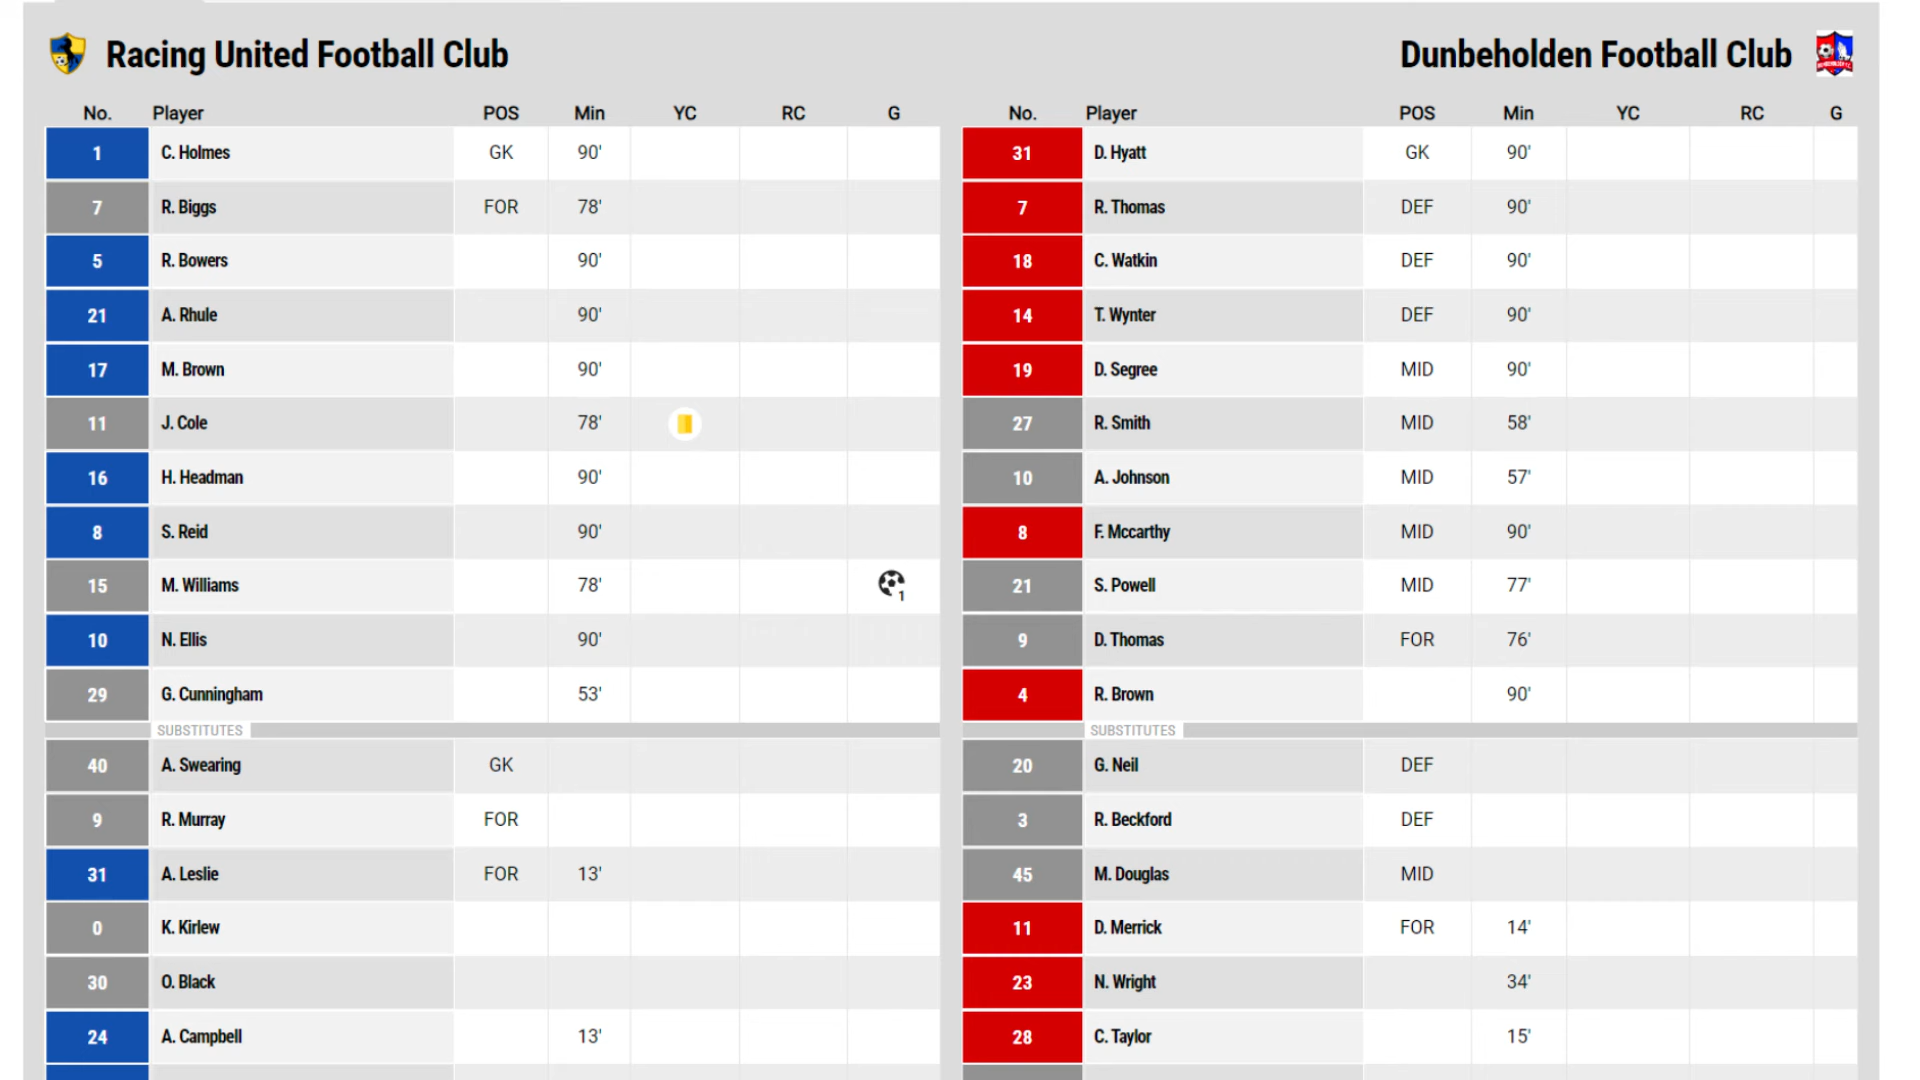 Racing United Football Club
No. Player POS Min YC RC G
1 C. Holmes GK 90'
7 R. Biggs FOR 78'
5 R. Bowers 90'
21 A. Rhule 90'
17 M. Brown 90'
11 J. Cole 78'
16 H. Headman 90'
8 S. Reid 90'
15 M. Williams 78' 1
10 N. Ellis 90'
29 G. Cunningham 53'
SUBSTITUTES
40 A. Swearing GK
9 R. Murray FOR
31 A. Leslie FOR 13'
0 K. Kirlew
30 O. Black
24 A. Campbell 13'
Dunbeholden Football Club
No. Player POS Min YC RC G
31 D. Hyatt GK 90'
7 R. Thomas DEF 90'
18 C. Watkin DEF 90'
14 T. Wynter DEF 90'
19 D. Segree MID 90'
27 R. Smith MID 58'
10 A. Johnson MID 57'
8 F. Mccarthy MID 90'
21 S. Powell MID 77'
9 D. Thomas FOR 76'
4 R. Brown 90'
SUBSTITUTES
20 G. Neil DEF
3 R. Beckford DEF
45 M. Douglas MID
11 D. Merrick FOR 14'
23 N. Wright 34'
28 C. Taylor 15'